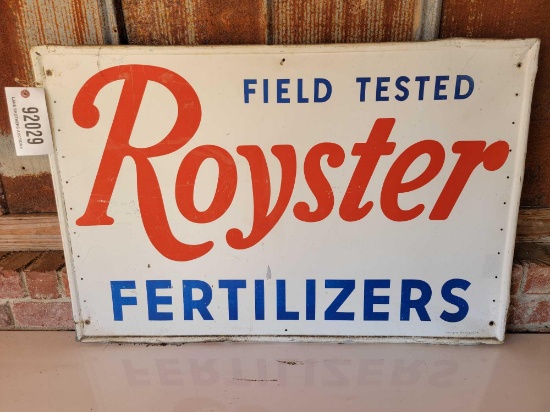 FIELD TESTED
Royster
FERTILIZERS
92029